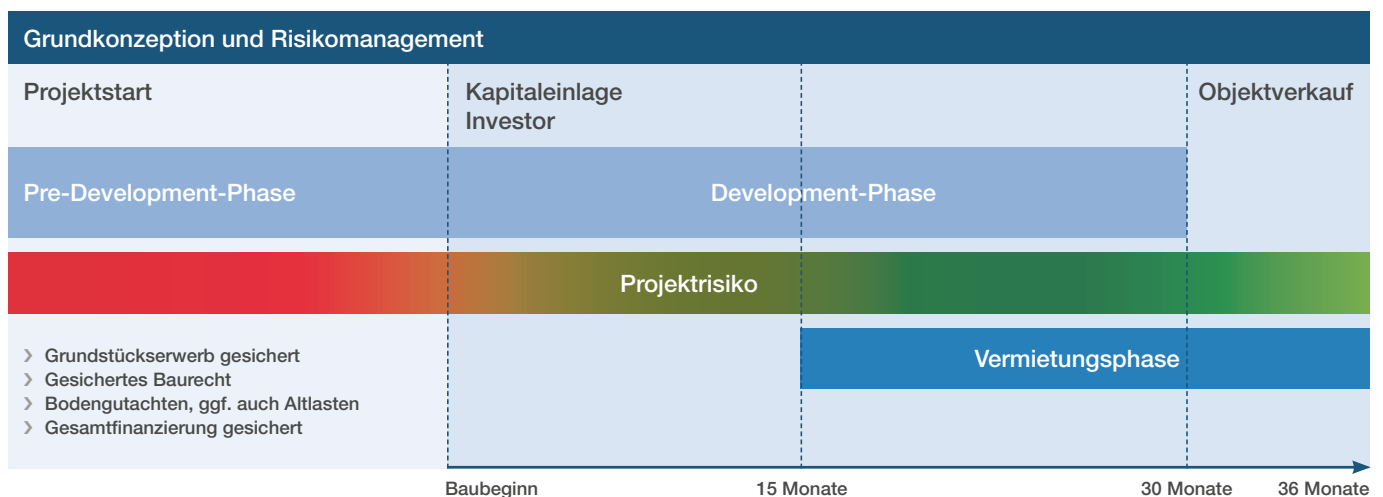 Grundkonzeption und Risikomanagement
Projektstart
Kapitaleinlage
Investor
Objektverkauf
Pre-Development-Phase
Development-Phase
Projektrisiko
Vermietungsphase
› Grundstückserwerb gesichert
› Gesichertes Baurecht
› Bodengutachten, ggf. auch Altlasten
› Gesamtfinanzierung gesichert
Baubeginn
15 Monate
30 Monate
36 Monate